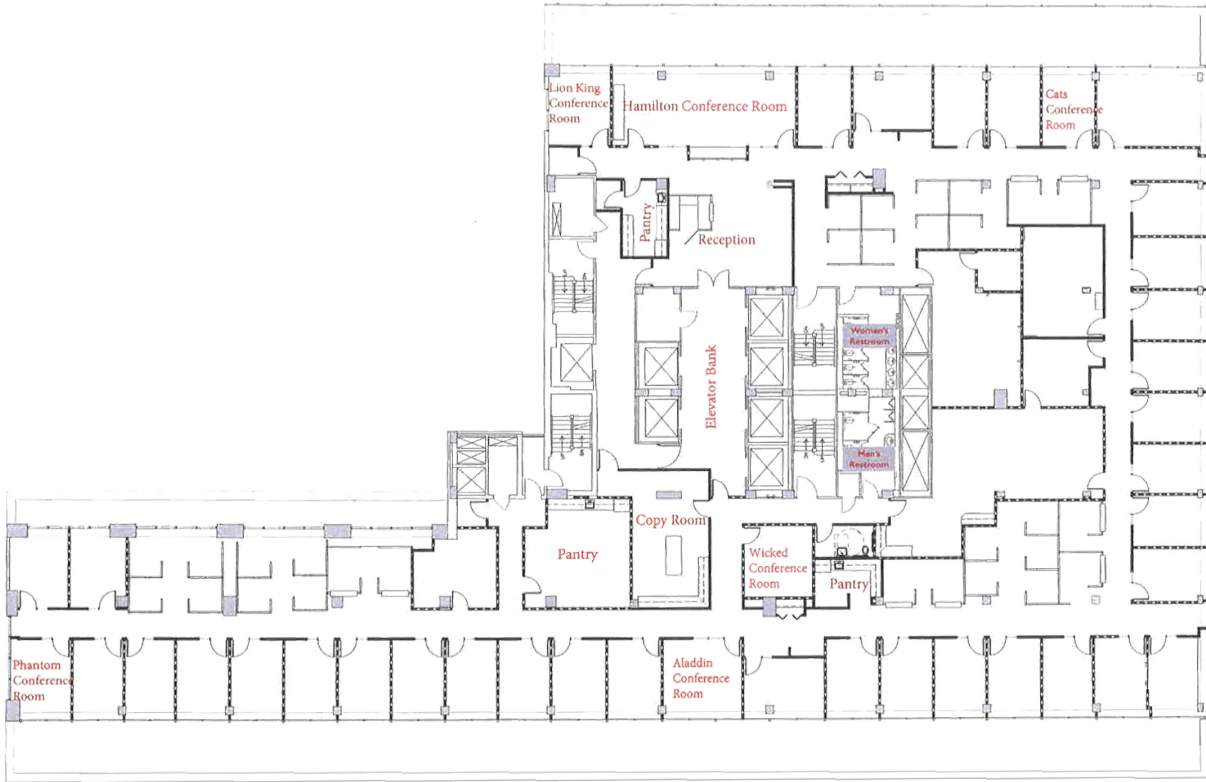 Lion King
Conference
Room
Hamilton Conference Room
Cats
Conference
Room
Pantry
Reception
Women's
Restroom
Elevator Bank
Men's
Restroom
Copy Room
Pantry
Wicked
Conference
Room
Pantry
Phantom
Conference
Room
Aladdin
Conference
Room